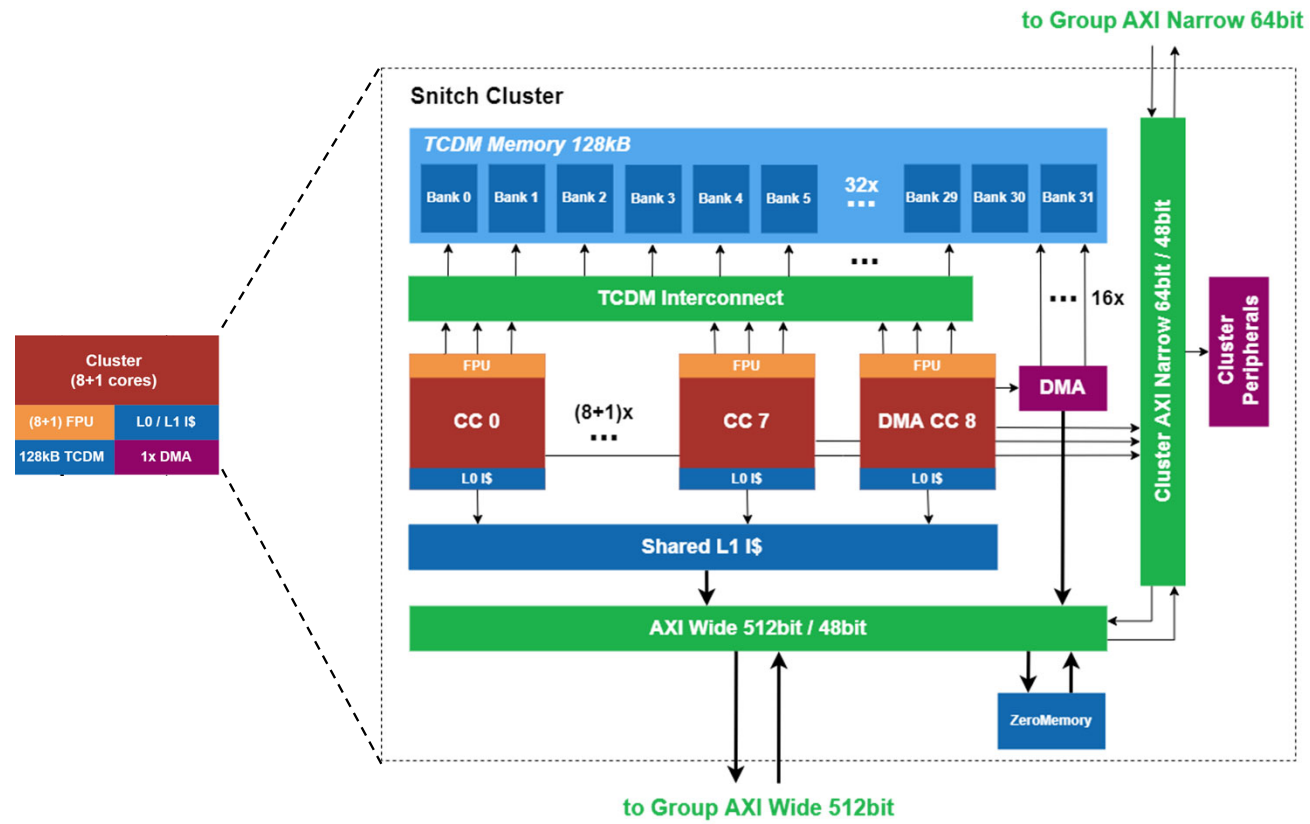 to Group AXI Narrow 64bit
Snitch Cluster
TCDM Memory 128kB
Bank 0
Bank 1
Bank 2
Bank 3
Bank 4
Bank 5
32x
...
Bank 29
Bank 30
Bank 31
...
TCDM Interconnect
... 16x
Cluster AXI Narrow 64bit / 48bit
Cluster
Peripherals
Cluster
(8+1 cores)
(8+1) FPU
L0 / L1 I$
128kB TCDM
1x DMA
FPU
CC 0
L0 I$
(8+1)x
...
FPU
CC 7
L0 I$
FPU
DMA CC 8
L0 I$
DMA
Shared L1 I$
AXI Wide 512bit / 48bit
ZeroMemory
to Group AXI Wide 512bit